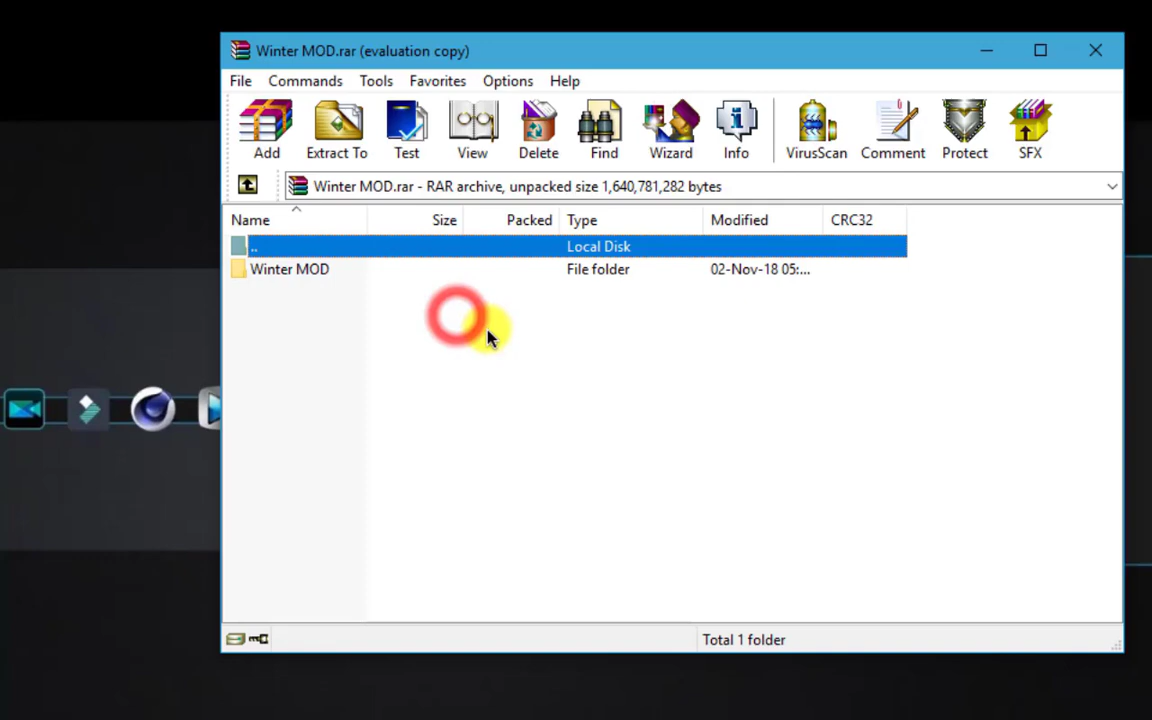 Winter MOD.rar (evaluation copy)
File Commands Tools Favorites Options Help
Add Extract To Test View Delete Find Wizard Info VirusScan Comment Protect SFX
Winter MOD.rar - RAR archive, unpacked size 1,640,781,282 bytes
Name Size Packed Type Modified CRC32
.. Local Disk
Winter MOD File folder 02-Nov-18 05:...
Total 1 folder